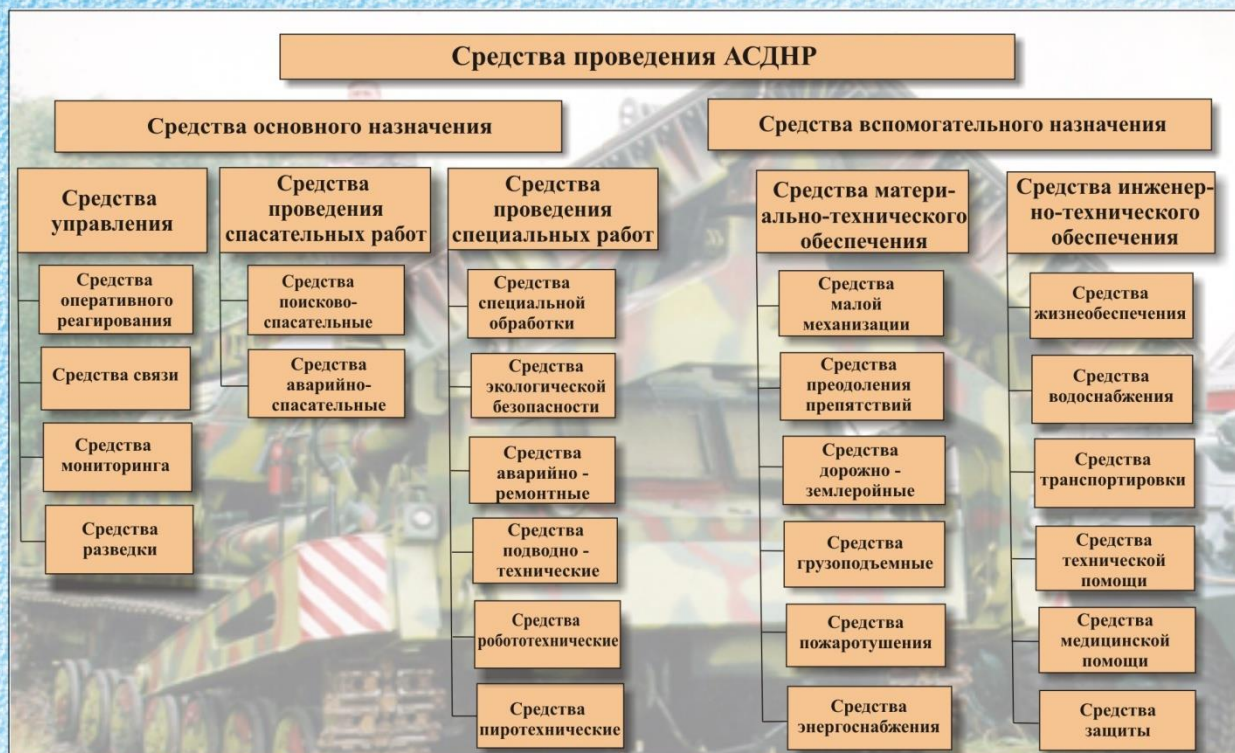 Средства проведения АСДНР
Средства основного назначения
Средства вспомогательного назначения
Средства
управления
Средства
проведения
спасательных работ
Средства
проведения
специальных работ
Средства матери-
ально-технического
обеспечения
Средства инженер-
но-технического
обеспечения
Средства
оперативного
реагирования
Средства связи
Средства
мониторинга
Средства
разведки
Средства
поисково-
спасательные
Средства
аварийно-
спасательные
Средства
специальной
обработки
Средства
экологической
безопасности
Средства
аварийно -
ремонтные
Средства
подводно -
технические
Средства
робототехнические
Средства
пиротехнические
Средства
малой
механизации
Средства
преодоления
препятствий
Средства
дорожно -
землеройные
Средства
грузоподъемные
Средства
пожаротушения
Средства
энергоснабжения
Средства
жизнеобеспечения
Средства
водоснабжения
Средства
транспортировки
Средства
технической
помощи
Средства
медицинской
помощи
Средства
защиты